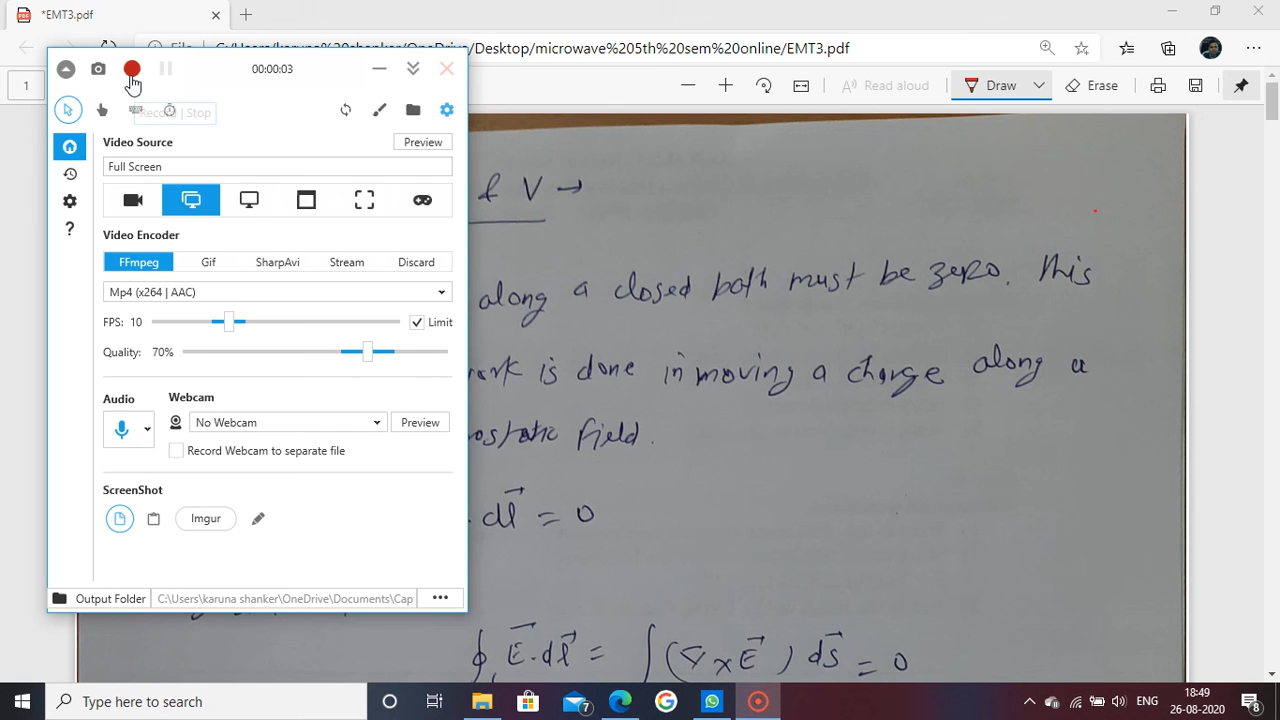 *EMT3.pdf
File
C:/Users/karuna%20shanker/OneDrive/Desktop/microwave%205th%20sem%20online/EMT3.pdf
00:00:03
1
Read aloud
Draw
Erase
Record | Stop
Video Source
Preview
Full Screen
& V →
Video Encoder
FFmpeg
Gif
SharpAvi
Stream
Discard
along a closed both must be zero. This
Mp4 (x264 | AAC)
FPS: 10
Limit
Quality: 70%
work is done in moving a charge along a
Audio
Webcam
No Webcam
Preview
Record Webcam to separate file
ostatic field.
ScreenShot
Imgur
. dl⃗ = 0
Output Folder
C:\Users\karuna shanker\OneDrive\Documents\Cap
∮ E⃗.dl⃗ = ∫(∇×E⃗) ds⃗ = 0
Type here to search
7
ENG
18:49
26-08-2020